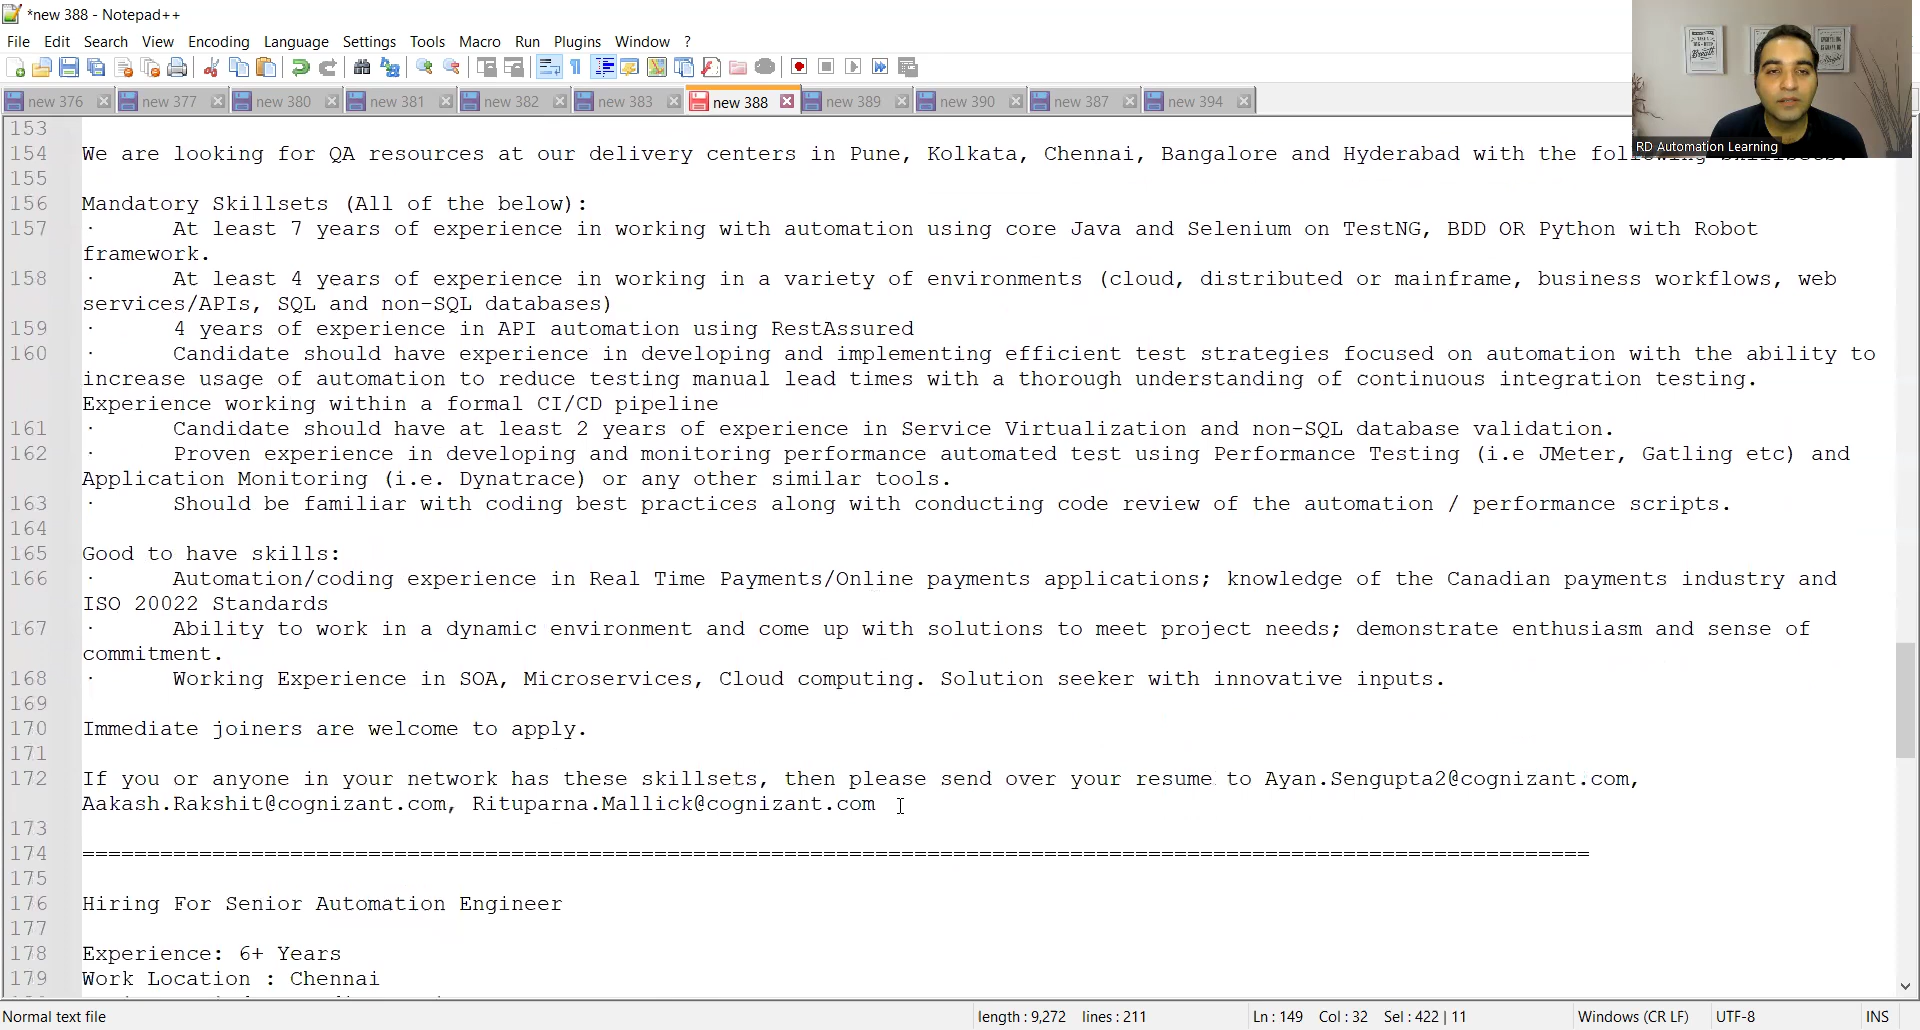 *new 388 - Notepad++
File Edit Search View Encoding Language Settings Tools Macro Run Plugins Window ?
new 376 new 377 new 380 new 381 new 382 new 383 new 388 new 389 new 390 new 387 new 394
RD Automation Learning
153
154 We are looking for QA resources at our delivery centers in Pune, Kolkata, Chennai, Bangalore and Hyderabad with the following
155
156 Mandatory Skillsets (All of the below):
157 · At least 7 years of experience in working with automation using core Java and Selenium on TestNG, BDD OR Python with Robot
framework.
158 · At least 4 years of experience in working in a variety of environments (cloud, distributed or mainframe, business workflows, web
services/APIs, SQL and non-SQL databases)
159 · 4 years of experience in API automation using RestAssured
160 · Candidate should have experience in developing and implementing efficient test strategies focused on automation with the ability to
increase usage of automation to reduce testing manual lead times with a thorough understanding of continuous integration testing.
Experience working within a formal CI/CD pipeline
161 · Candidate should have at least 2 years of experience in Service Virtualization and non-SQL database validation.
162 · Proven experience in developing and monitoring performance automated test using Performance Testing (i.e JMeter, Gatling etc) and
Application Monitoring (i.e. Dynatrace) or any other similar tools.
163 · Should be familiar with coding best practices along with conducting code review of the automation / performance scripts.
164
165 Good to have skills:
166 · Automation/coding experience in Real Time Payments/Online payments applications; knowledge of the Canadian payments industry and
ISO 20022 Standards
167 · Ability to work in a dynamic environment and come up with solutions to meet project needs; demonstrate enthusiasm and sense of
commitment.
168 · Working Experience in SOA, Microservices, Cloud computing. Solution seeker with innovative inputs.
169
170 Immediate joiners are welcome to apply.
171
172 If you or anyone in your network has these skillsets, then please send over your resume to Ayan.Sengupta2@cognizant.com,
Aakash.Rakshit@cognizant.com, Rituparna.Mallick@cognizant.com
173
174 ====================================================================================================================
175
176 Hiring For Senior Automation Engineer
177
178 Experience: 6+ Years
179 Work Location : Chennai
Normal text file length : 9,272 lines : 211 Ln : 149 Col : 32 Sel : 422 | 11 Windows (CR LF) UTF-8 INS